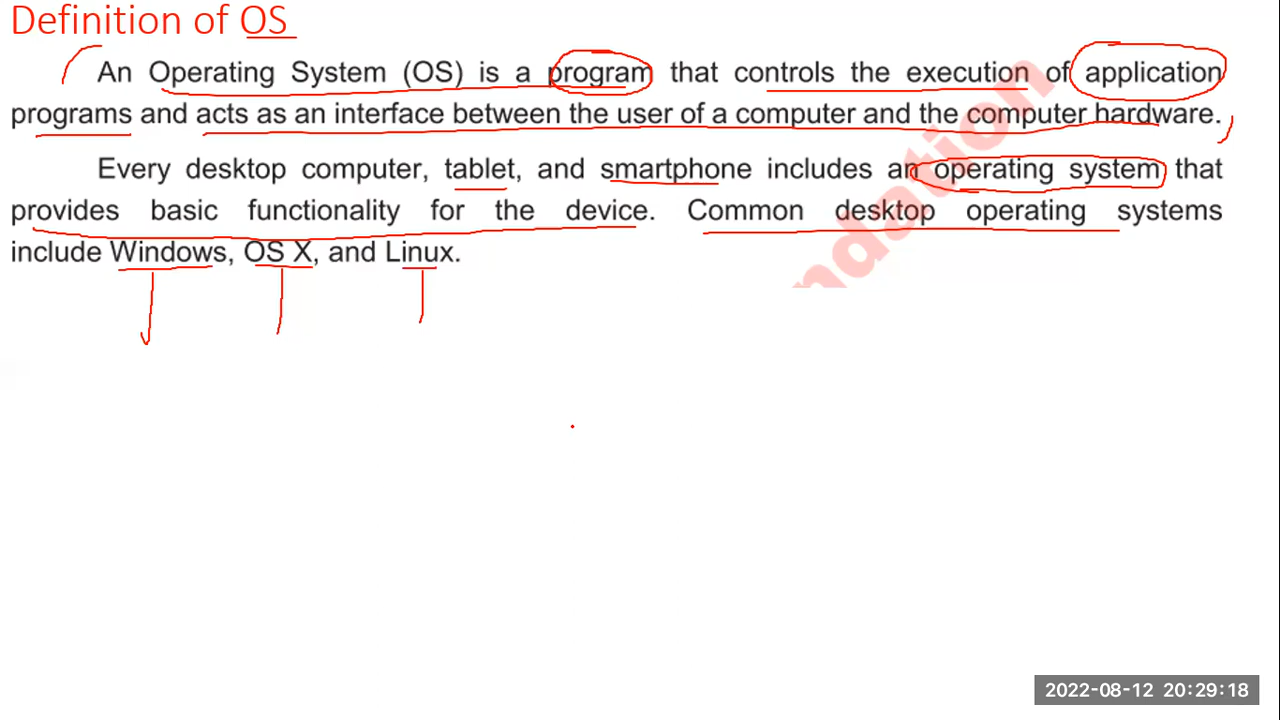 Definition of OS
An Operating System (OS) is a program that controls the execution of application
programs and acts as an interface between the user of a computer and the computer hardware.
Every desktop computer, tablet, and smartphone includes an operating system that
provides basic functionality for the device. Common desktop operating systems
include Windows, OS X, and Linux.
ndation
2022-08-12 20:29:18